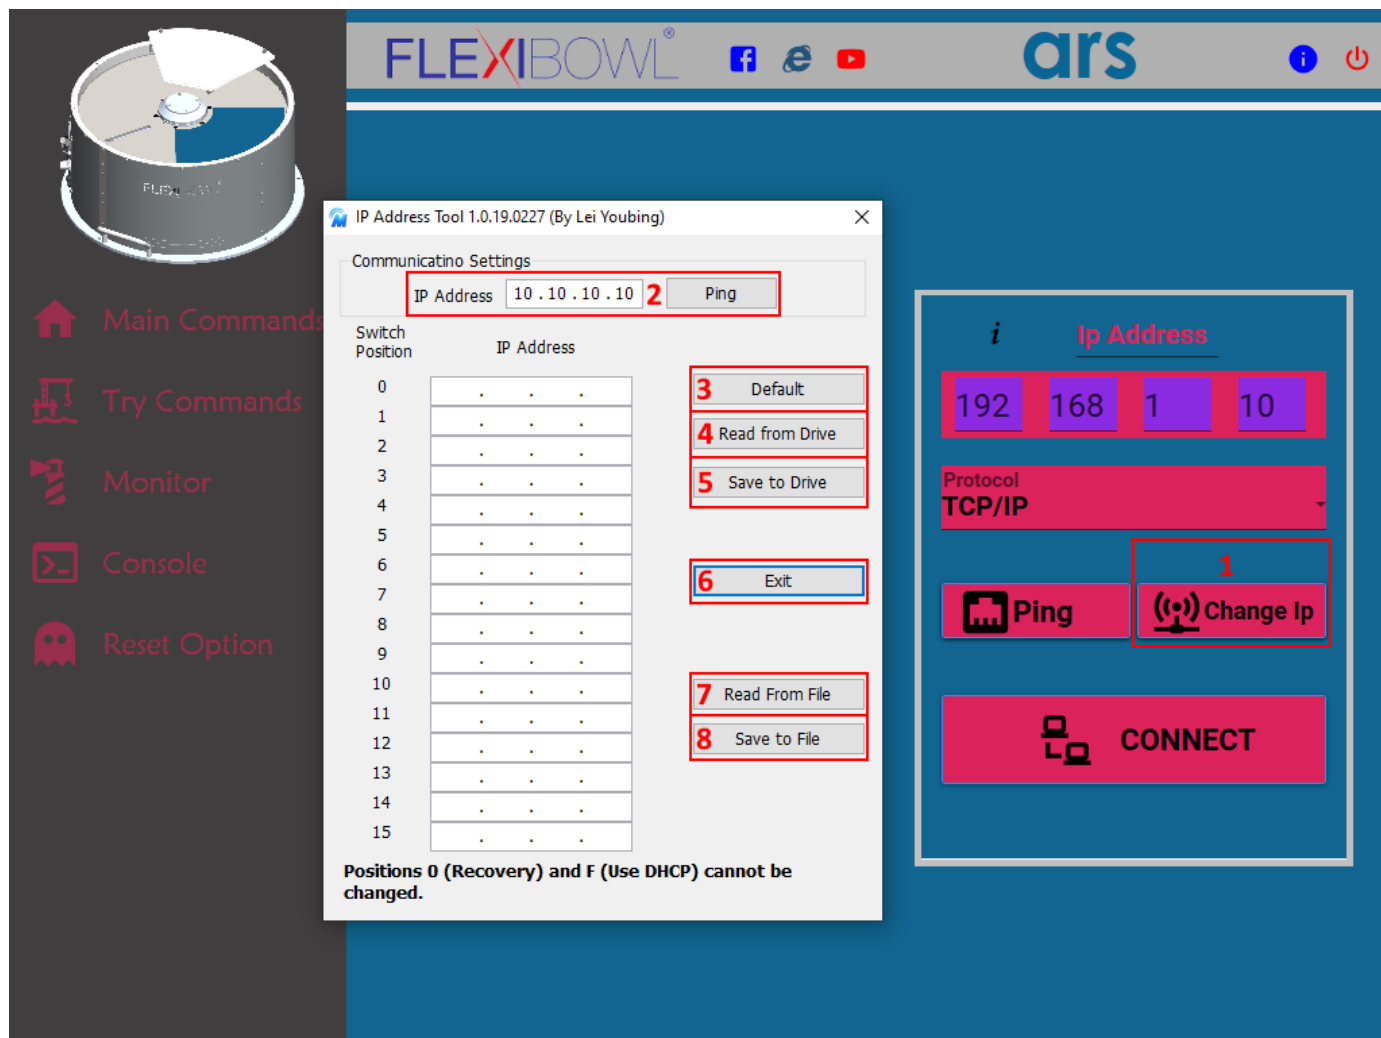 FLEXIBOWL®
ars
Main Commands
Try Commands
Monitor
Console
Reset Option
IP Address Tool 1.0.19.0227 (By Lei Youbing)
Communicatino Settings
IP Address 10 . 10 . 10 . 10 2 Ping
Switch
Position
IP Address
0
1
2
3
4
5
6
7
8
9
10
11
12
13
14
15
3 Default
4 Read from Drive
5 Save to Drive
6 Exit
7 Read From File
8 Save to File
Positions 0 (Recovery) and F (Use DHCP) cannot be
changed.
i Ip Address
192 168 1 10
Protocol
TCP/IP
1
Ping
Change Ip
CONNECT